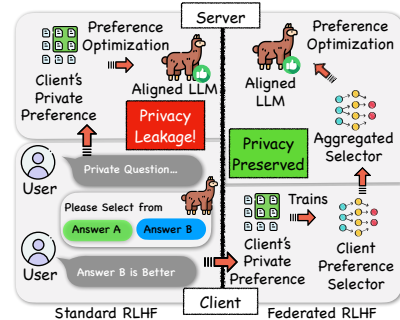 Server
Preference
Optimization
Client's
Private
Preference
Aligned LLM
Privacy
Leakage!
User
Private Question...
Please Select from
Answer A
Answer B
User
Answer B is Better
Standard RLHF
Preference
Optimization
Aligned
LLM
Privacy
Preserved
Aggregated
Selector
Trains
Client's
Private
Preference
Client
Preference
Selector
Client
Federated RLHF